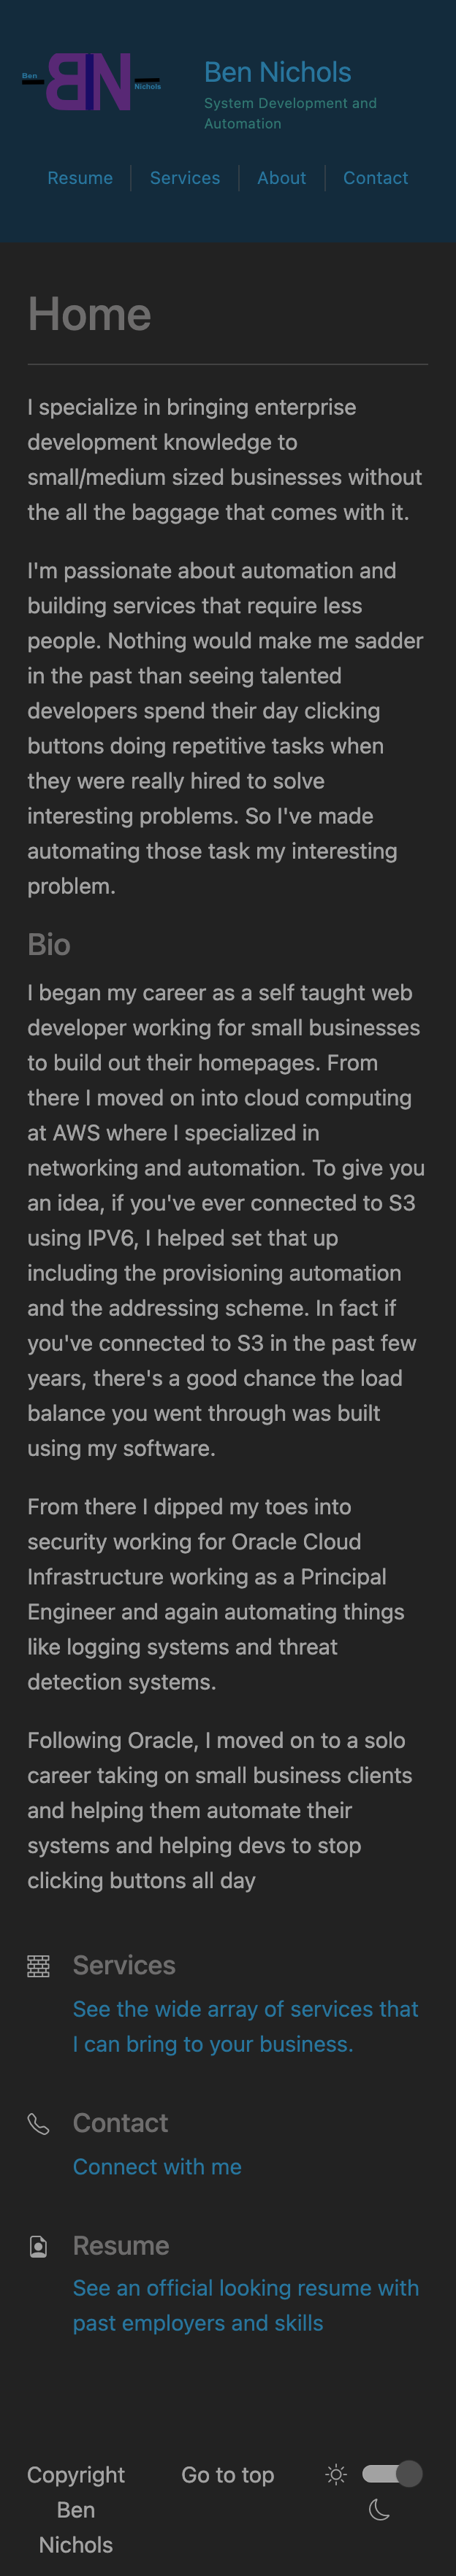 Ben
BN
Nichols
Ben Nichols
System Development and
Automation
Resume
Services
About
Contact
Home
I specialize in bringing enterprise
development knowledge to
small/medium sized businesses without
the all the baggage that comes with it.
I'm passionate about automation and
building services that require less
people. Nothing would make me sadder
in the past than seeing talented
developers spend their day clicking
buttons doing repetitive tasks when
they were really hired to solve
interesting problems. So I've made
automating those task my interesting
problem.
Bio
I began my career as a self taught web
developer working for small businesses
to build out their homepages. From
there I moved on into cloud computing
at AWS where I specialized in
networking and automation. To give you
an idea, if you've ever connected to S3
using IPV6, I helped set that up
including the provisioning automation
and the addressing scheme. In fact if
you've connected to S3 in the past few
years, there's a good chance the load
balance you went through was built
using my software.
From there I dipped my toes into
security working for Oracle Cloud
Infrastructure working as a Principal
Engineer and again automating things
like logging systems and threat
detection systems.
Following Oracle, I moved on to a solo
career taking on small business clients
and helping them automate their
systems and helping devs to stop
clicking buttons all day
Services
See the wide array of services that
I can bring to your business.
Contact
Connect with me
Resume
See an official looking resume with
past employers and skills
Copyright
Ben
Nichols
Go to top